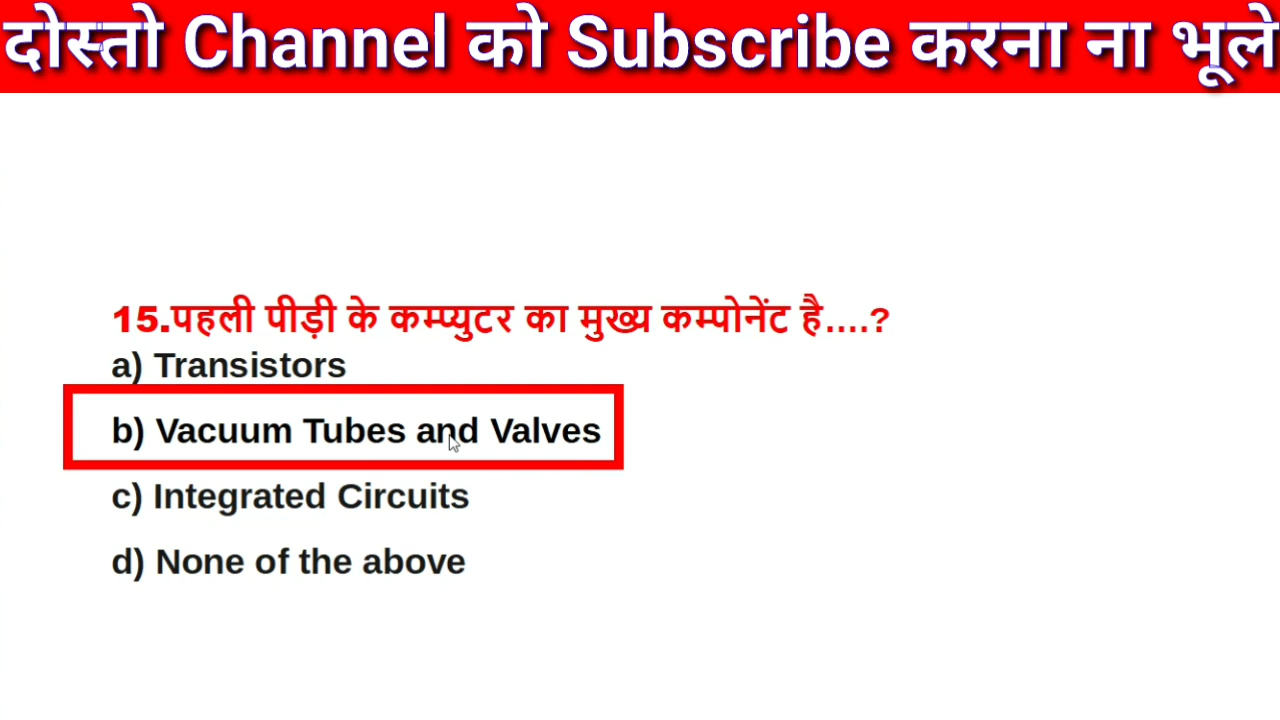 दोस्तो Channel को Subscribe करना ना भूले
15.पहली पीड़ी के कम्प्युटर का मुख्य कम्पोनेंट है....?
a) Transistors
b) Vacuum Tubes and Valves
c) Integrated Circuits
d) None of the above